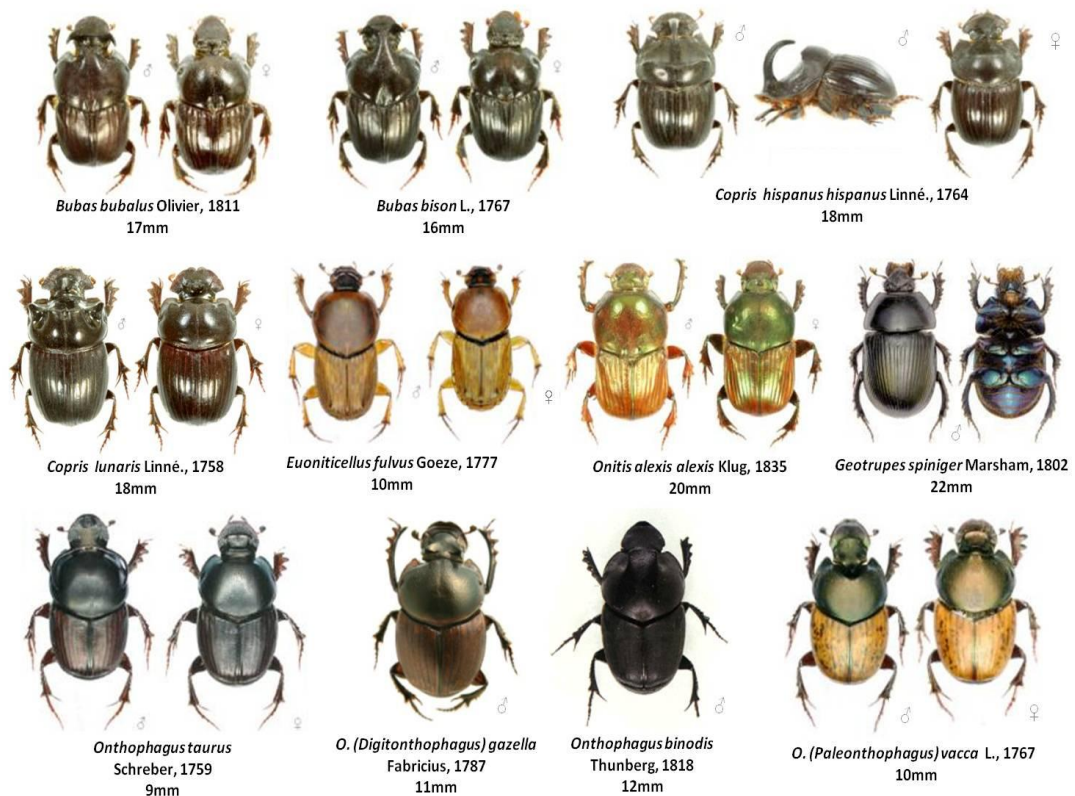 ♂ ♀ ♂ ♀ ♂ ♂ ♀
Bubas bubalus Olivier, 1811
17mm
Bubas bison L., 1767
16mm
Copris hispanus hispanus Linné., 1764
18mm
♂ ♀ ♂ ♀ ♂ ♀ ♂
Copris lunaris Linné., 1758
18mm
Euoniticellus fulvus Goeze, 1777
10mm
Onitis alexis alexis Klug, 1835
20mm
Geotrupes spiniger Marsham, 1802
22mm
♂ ♀ ♂ ♂ ♂ ♀
Onthophagus taurus
Schreber, 1759
9mm
O. (Digitonthophagus) gazella
Fabricius, 1787
11mm
Onthophagus binodis
Thunberg, 1818
12mm
O. (Paleonthophagus) vacca L., 1767
10mm